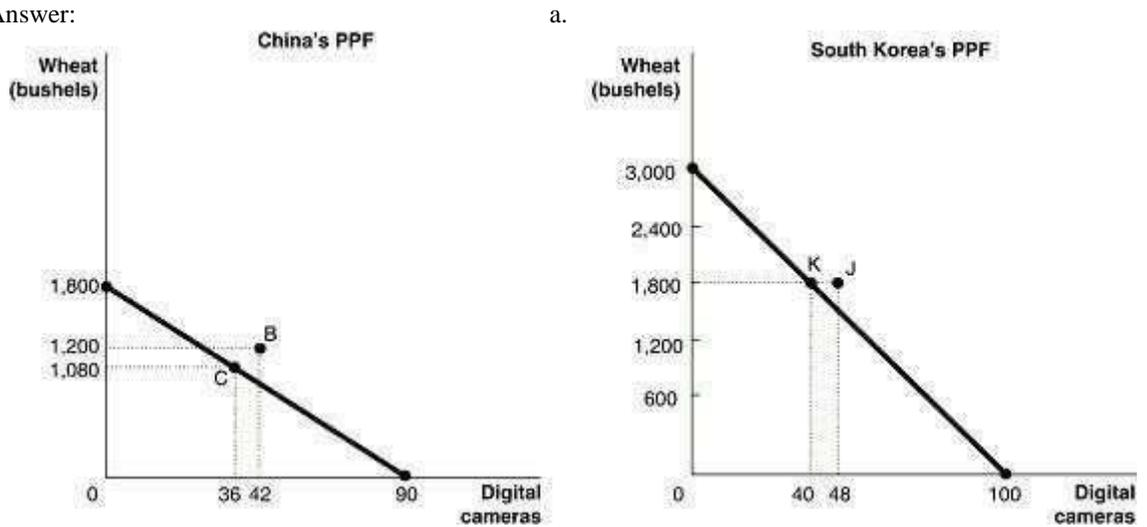 Answer:
a.
China's PPF
Wheat
(bushels)
1,800
1,200
1,080
B
C
0
36
42
90
Digital
cameras
South Korea's PPF
Wheat
(bushels)
3,000
2,400
1,800
1,200
600
K
J
0
40
48
100
Digital
cameras